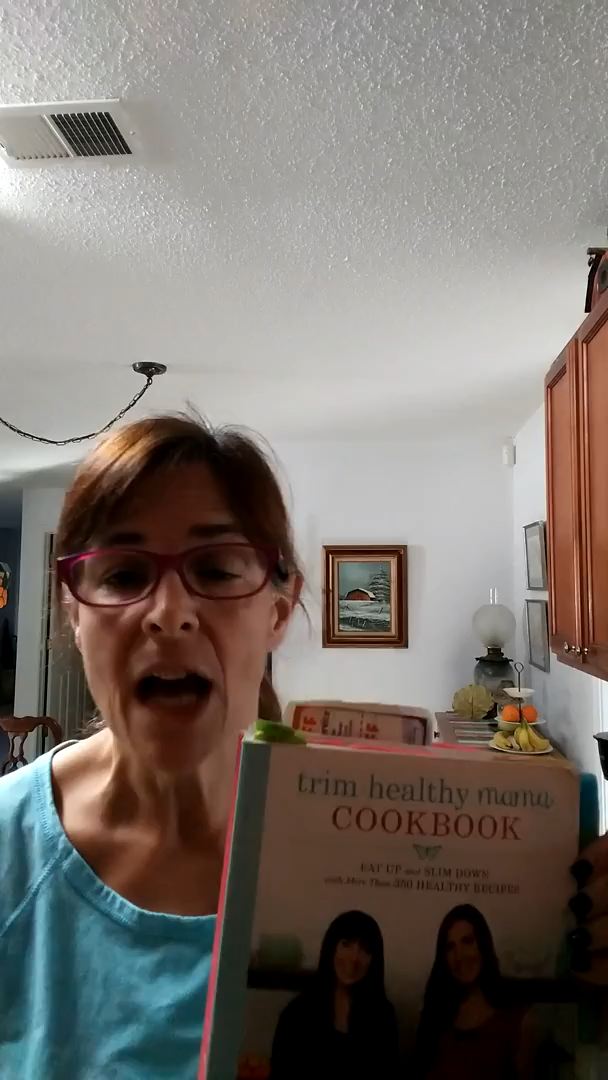 trim healthy mama
COOKBOOK
EAT UP and SLIM DOWN
with More Than 350 HEALTHY RECIPES